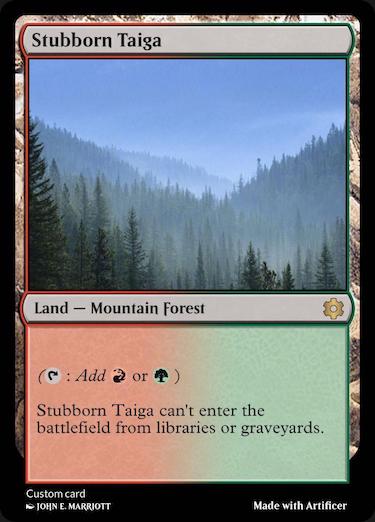 Stubborn Taiga
Land — Mountain Forest
( : Add or )
Stubborn Taiga can't enter the
battlefield from libraries or graveyards.
Custom card
JOHN E. MARRIOTT
Made with Artificer